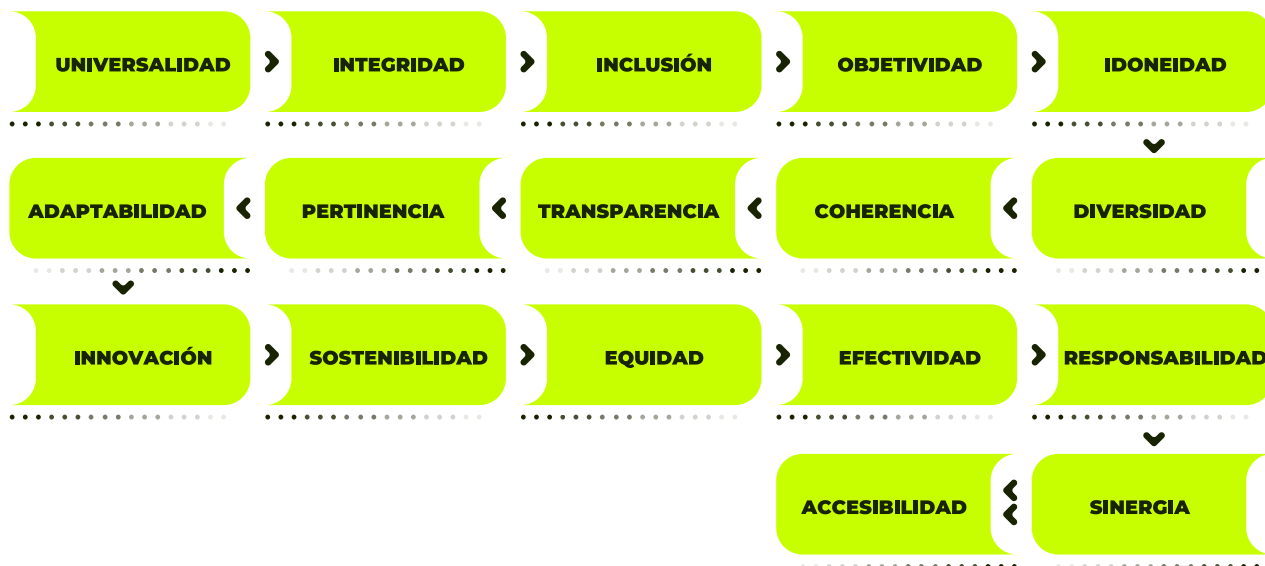 UNIVERSALIDAD
INTEGRIDAD
INCLUSIÓN
OBJETIVIDAD
IDONEIDAD
DIVERSIDAD
COHERENCIA
TRANSPARENCIA
PERTINENCIA
ADAPTABILIDAD
INNOVACIÓN
SOSTENIBILIDAD
EQUIDAD
EFECTIVIDAD
RESPONSABILIDAD
SINERGIA
ACCESIBILIDAD